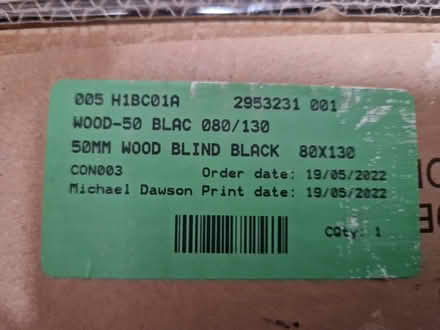 005 H1BC01A 2953231 001
WOOD-50 BLAC 080/130
50MM WOOD BLIND BLACK 80X130
CON003 Order date: 19/05/2022
Michael Dawson Print date: 19/05/2022
CQty: 1